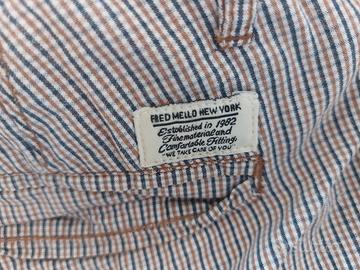 FRED MELLO NEW YORK
Established in 1982
Fine material and
Comfortable Fitting.
"WE TAKE CARE OF YOU"